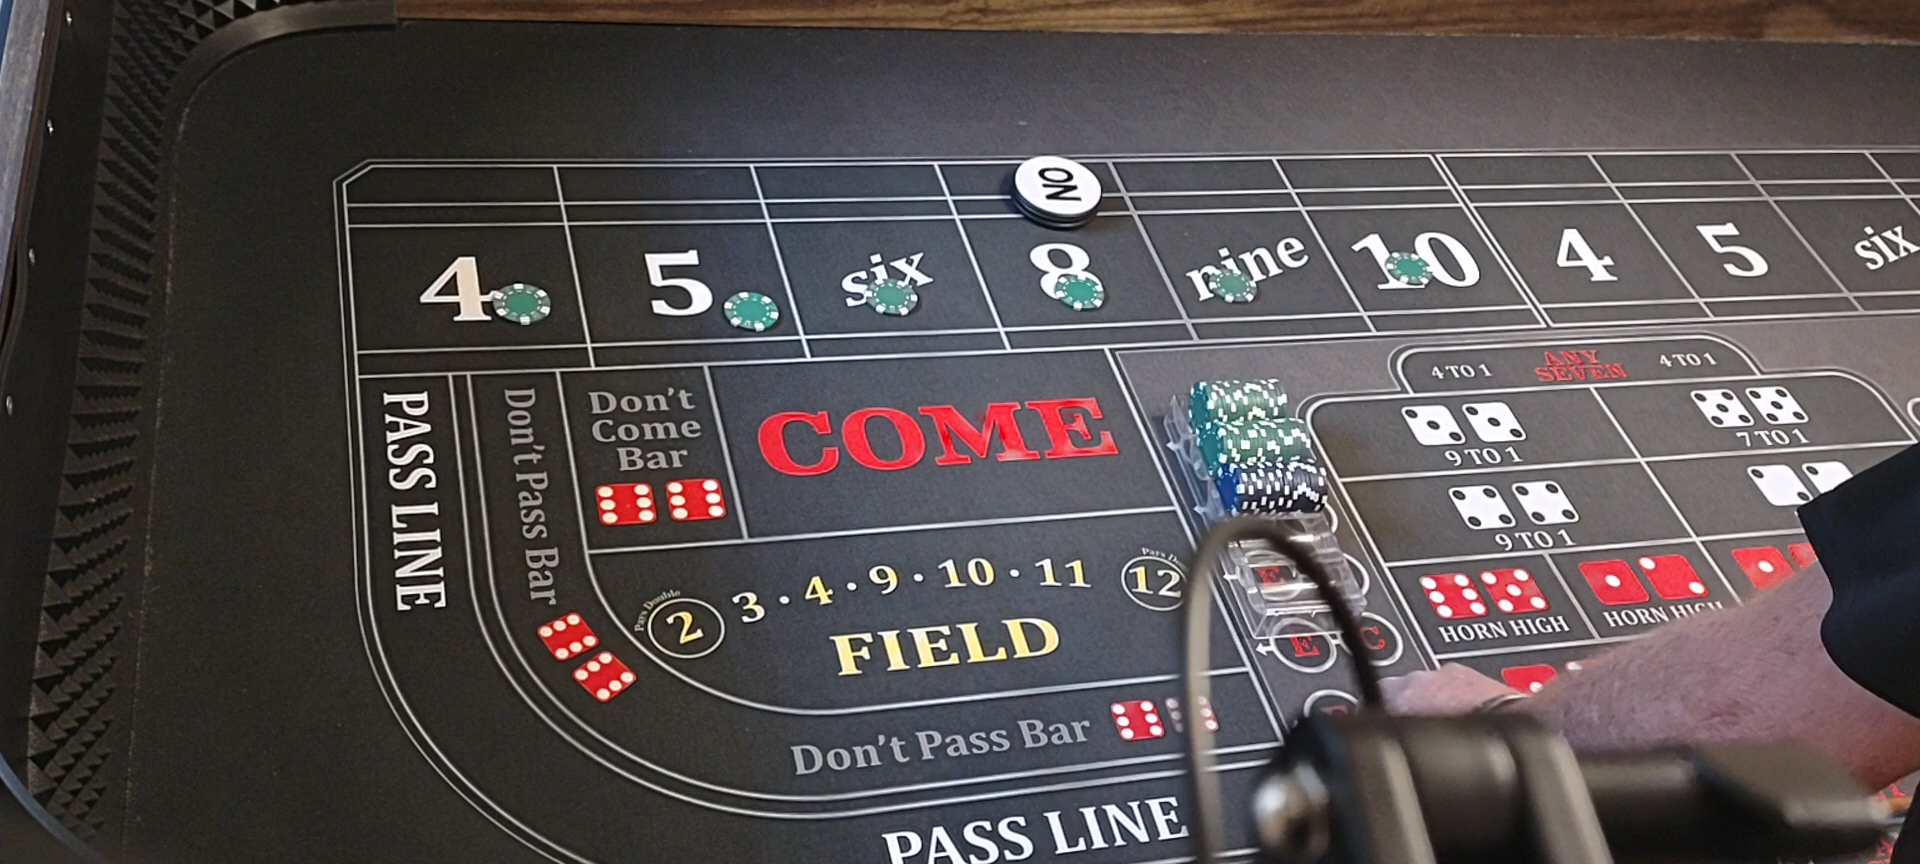 ON
4 5 six 8 nine 10 4 5 six
4 TO 1 ANY SEVEN 4 TO 1
PASS LINE
Don't Pass Bar
Don't Come Bar
COME
9 TO 1
7 TO 1
9 TO 1
Pays Double
2 3 · 4 · 9 · 10 · 11 12
FIELD
HORN HIGH
HORN HIGH
E C
Don't Pass Bar
PASS LINE